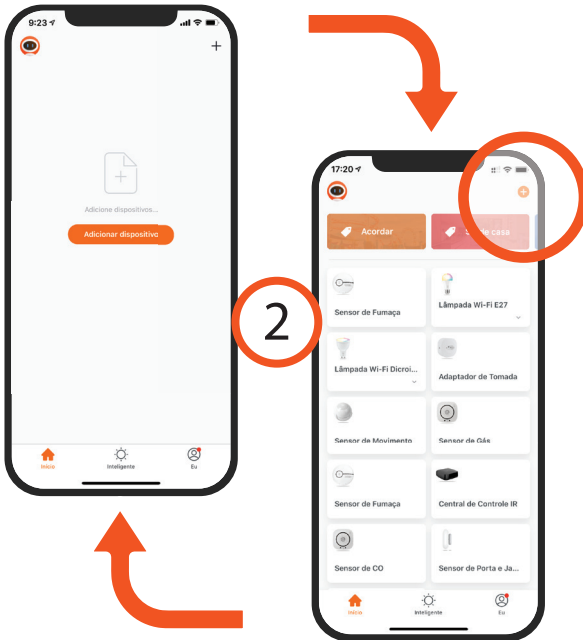 9:23
Adicione dispositivos...
Adicionar dispositivo
Início
Inteligente
Eu
2
17:20
Acordar
de casa
Sensor de Fumaça
Lâmpada Wi-Fi E27
Lâmpada Wi-Fi Dicroi...
Adaptador de Tomada
Sensor de Movimento
Sensor de Gás
Sensor de Fumaça
Central de Controle IR
Sensor de CO
Sensor de Porta e Ja...
Início
Inteligente
Eu